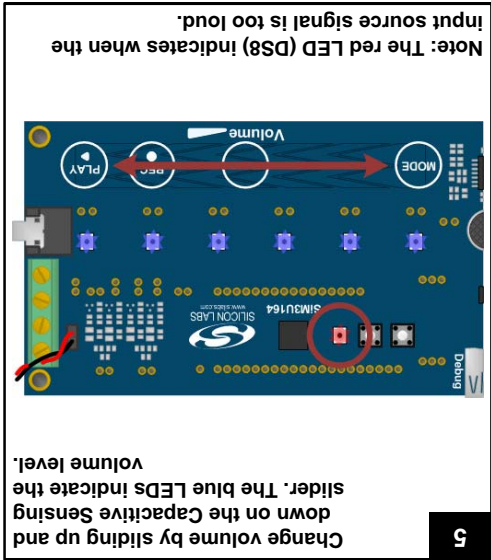 5
Change volume by sliding up and
down on the Capacitive Sensing
slider. The blue LEDs indicate the
volume level.
Debug
SILICON LABS
www.silabs.com
SiM3U164
MODE
REC
PLAY
Volume
Note: The red LED (DS8) indicates when the
input source signal is too loud.